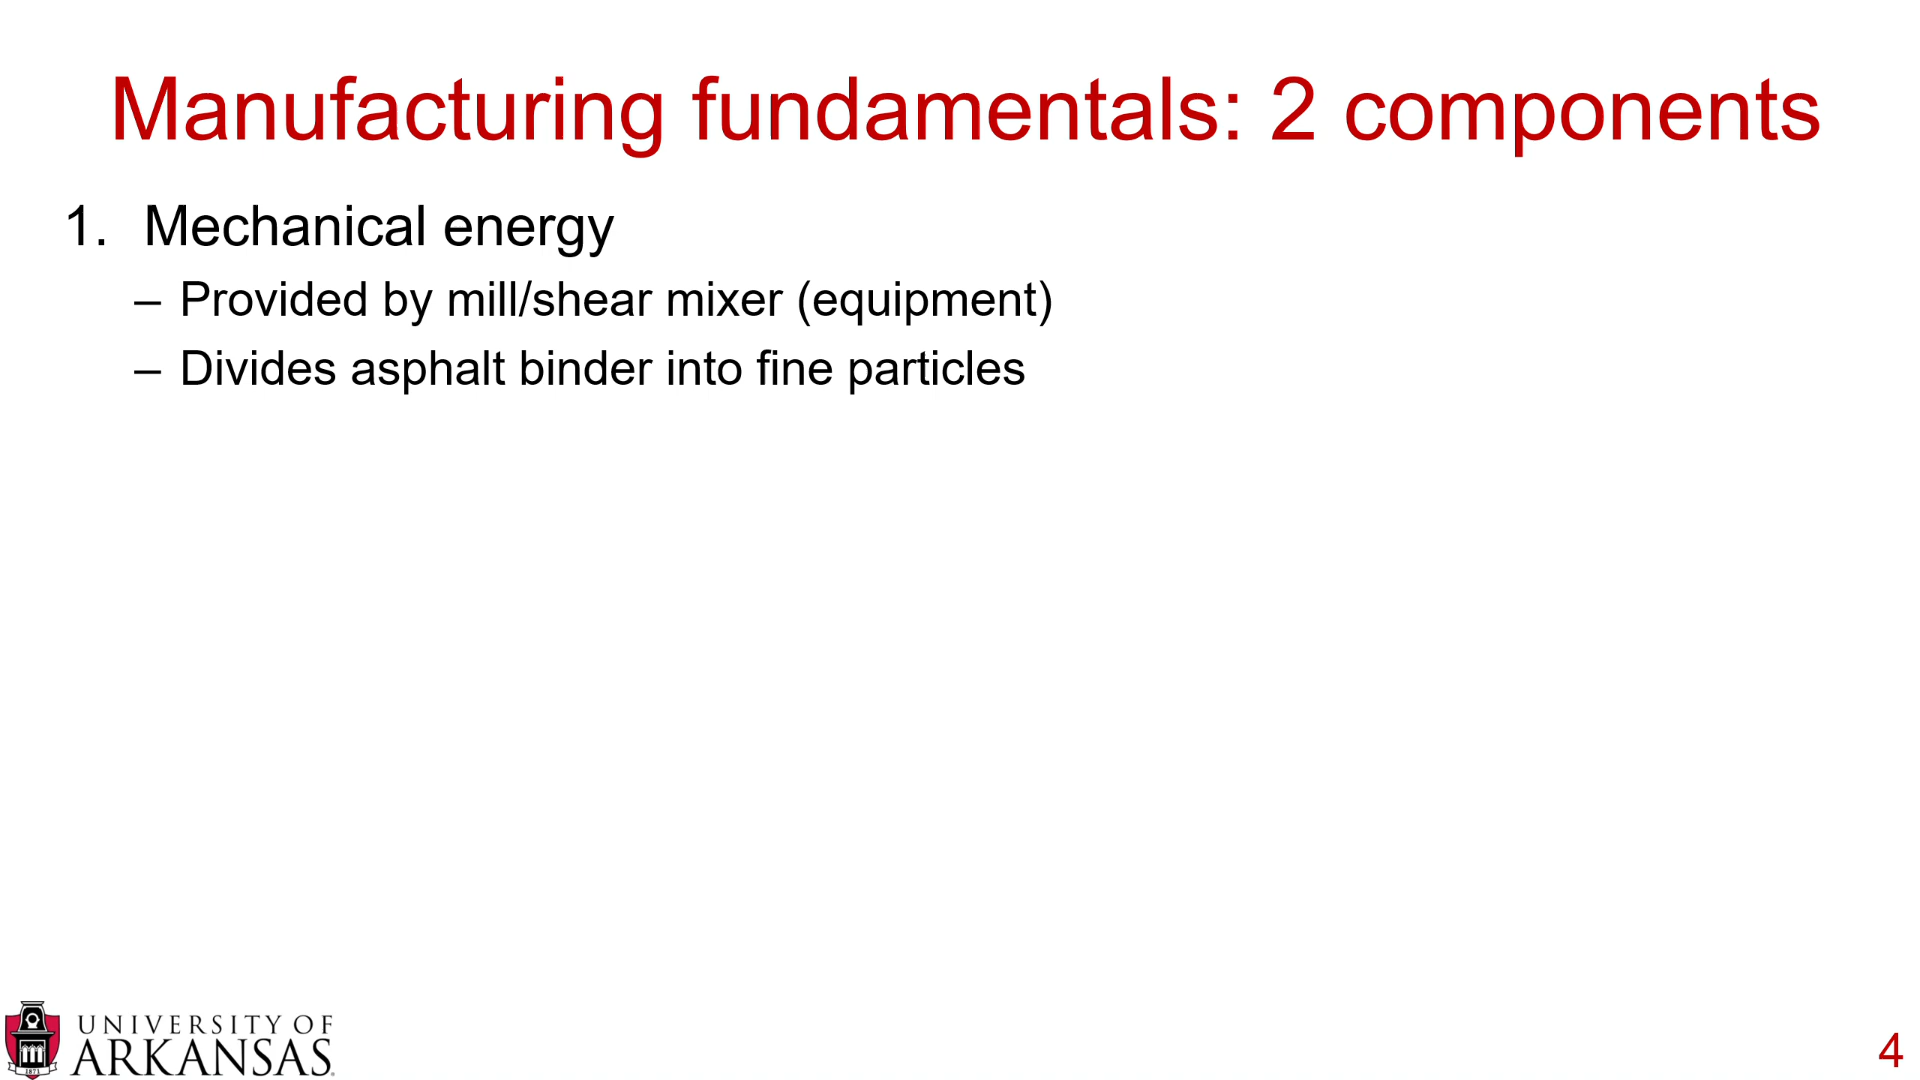 Manufacturing fundamentals: 2 components
1. Mechanical energy
– Provided by mill/shear mixer (equipment)
– Divides asphalt binder into fine particles
1871
UNIVERSITY OF
ARKANSAS
4